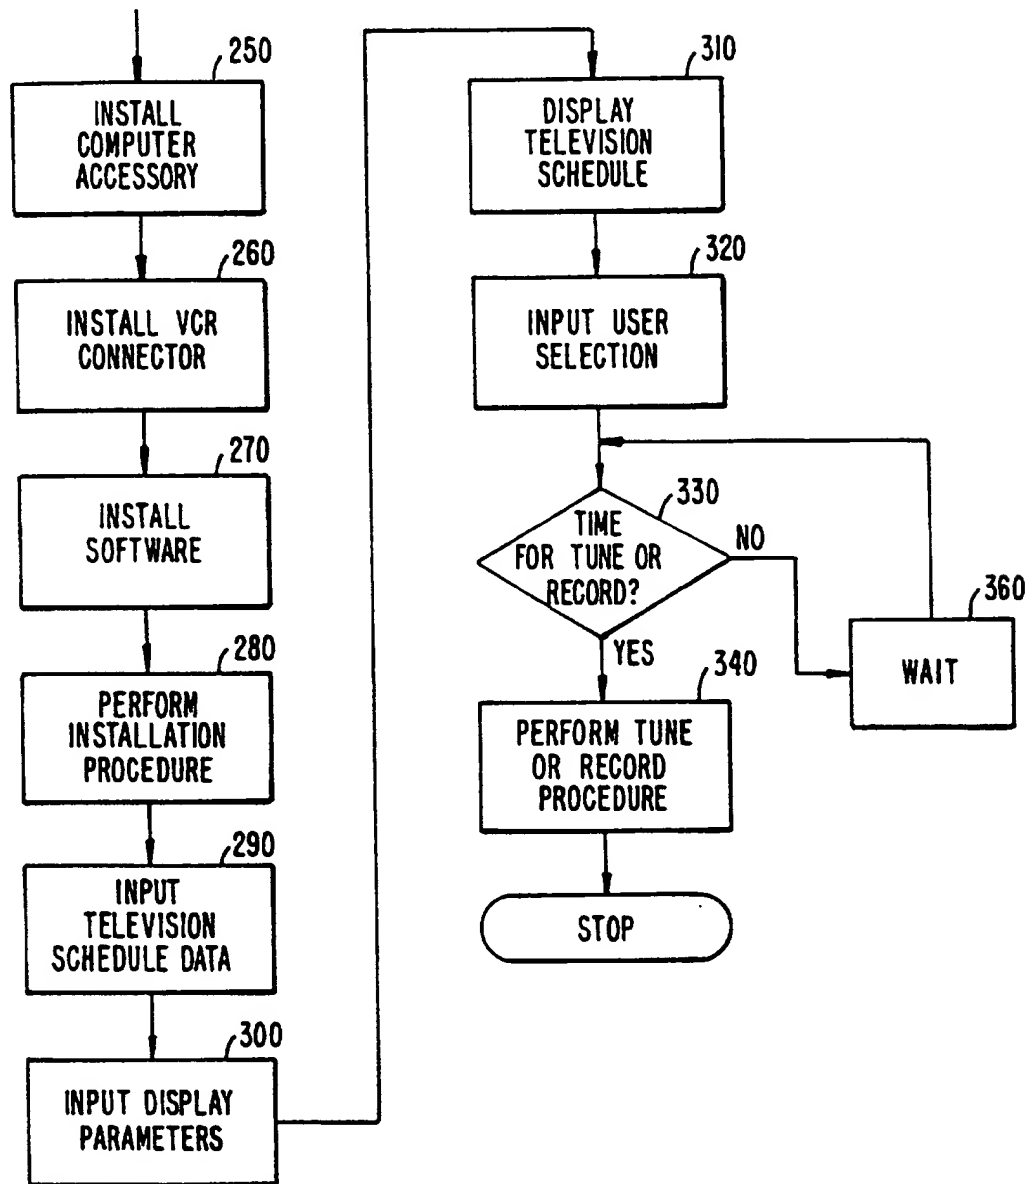 250
INSTALL
COMPUTER
ACCESSORY
260
INSTALL VCR
CONNECTOR
270
INSTALL
SOFTWARE
280
PERFORM
INSTALLATION
PROCEDURE
290
INPUT
TELEVISION
SCHEDULE DATA
300
INPUT DISPLAY
PARAMETERS
310
DISPLAY
TELEVISION
SCHEDULE
320
INPUT USER
SELECTION
330
TIME
FOR TUNE OR
RECORD?
NO
YES
360
WAIT
340
PERFORM TUNE
OR RECORD
PROCEDURE
STOP